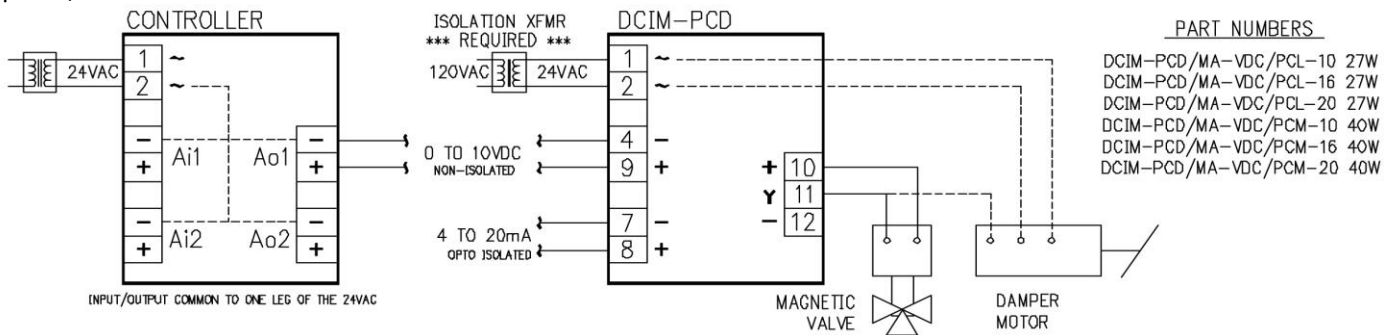 CONTROLLER
ISOLATION XFMR
*** REQUIRED ***
DCIM-PCD
PART NUMBERS
24VAC
1 ~
2 ~
120VAC
24VAC
1 ~
2 ~
DCIM-PCD/MA-VDC/PCL-10 27W
DCIM-PCD/MA-VDC/PCL-16 27W
DCIM-PCD/MA-VDC/PCL-20 27W
DCIM-PCD/MA-VDC/PCM-10 40W
DCIM-PCD/MA-VDC/PCM-16 40W
DCIM-PCD/MA-VDC/PCM-20 40W
- Ai1 Ao1 -
+ +
0 TO 10VDC
NON-ISOLATED
4 -
9 +
+ 10
Y 11
- 12
- Ai2 Ao2 -
+ +
4 TO 20mA
OPTO ISOLATED
7 -
8 +
INPUT/OUTPUT COMMON TO ONE LEG OF THE 24VAC
MAGNETIC
VALVE
DAMPER
MOTOR